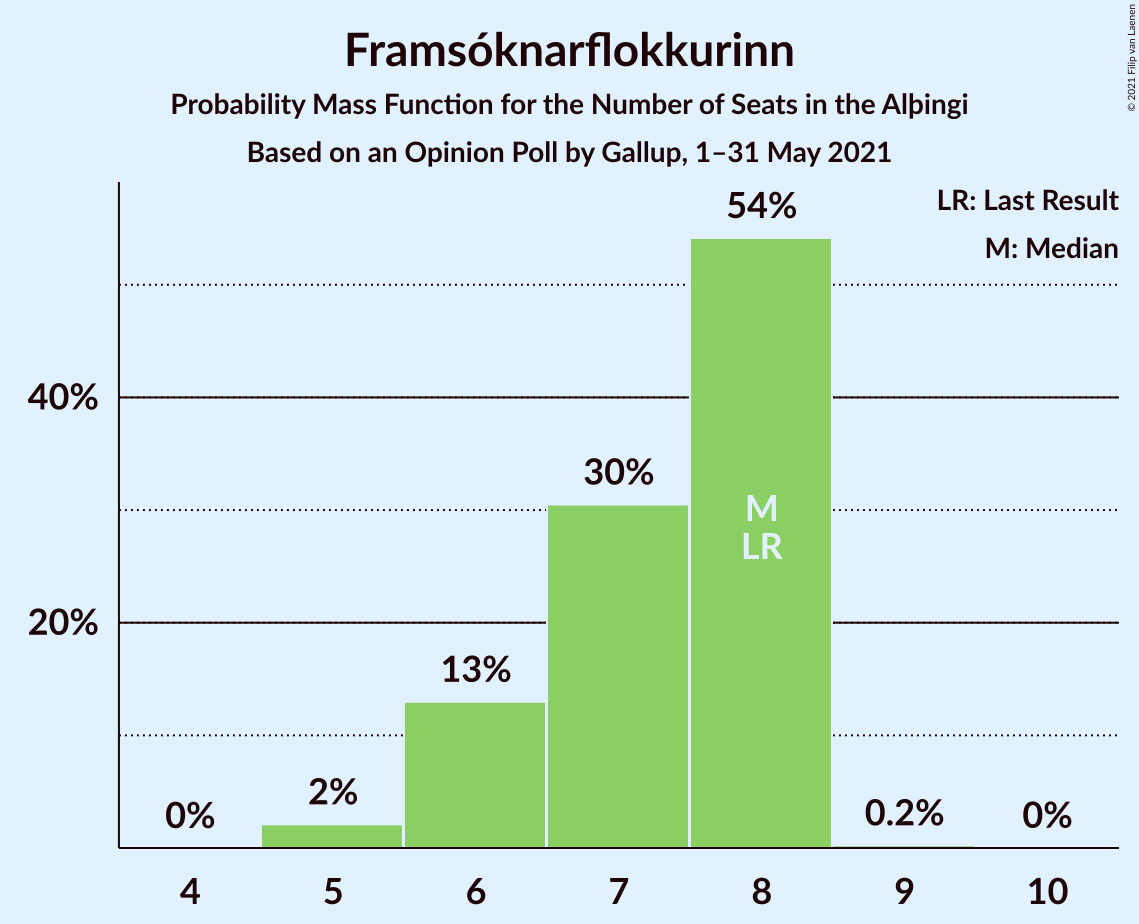 Framsóknarflokkurinn
Probability Mass Function for the Number of Seats in the Alþingi
Based on an Opinion Poll by Gallup, 1–31 May 2021
© 2021 Filip van Laenen
LR: Last Result
M: Median
54%
40%
30%
M
LR
20%
13%
2%
0%
0.2%
0%
4 5 6 7 8 9 10